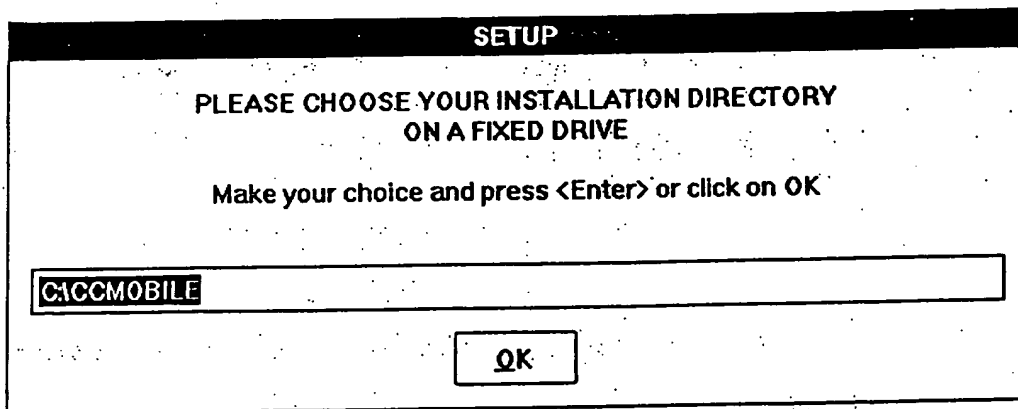 SETUP
PLEASE CHOOSE YOUR INSTALLATION DIRECTORY
ON A FIXED DRIVE
Make your choice and press <Enter> or click on OK
C:\CCMOBILE
OK